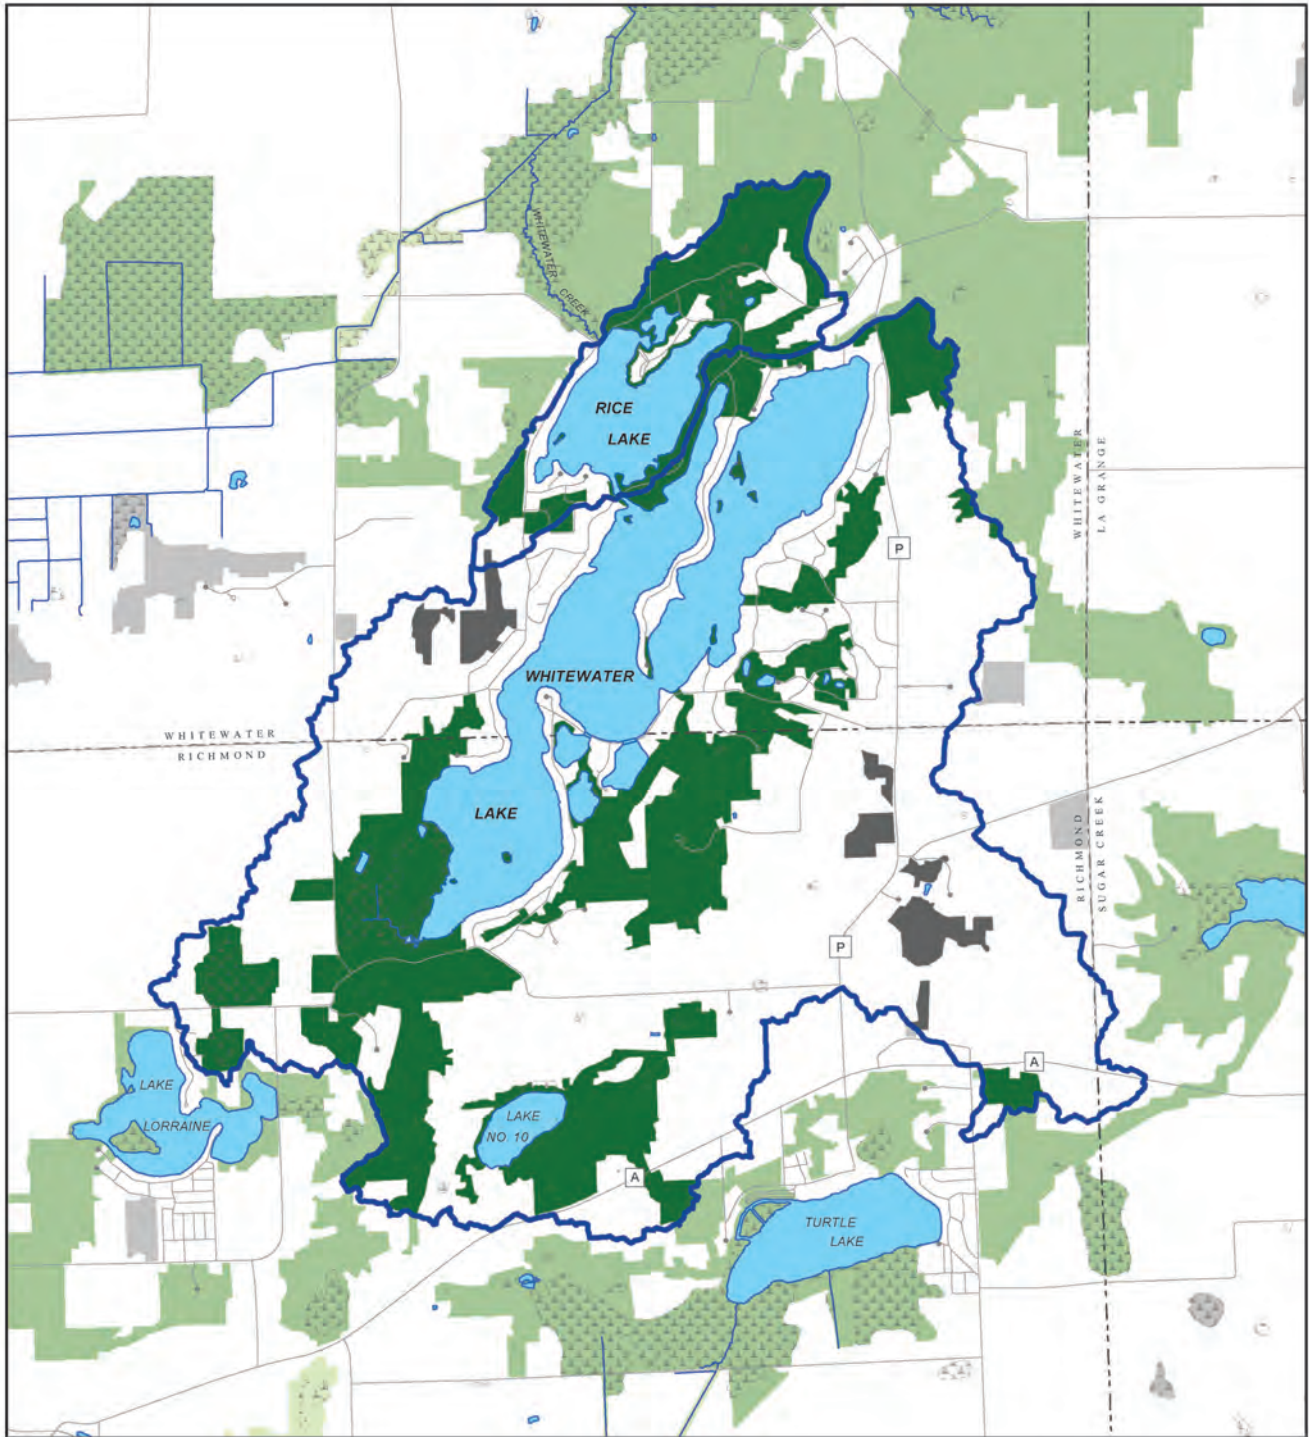 WHITEWATER
CREEK
RICE
LAKE
WHITEWATER
LA GRANGE
P
WHITEWATER
WHITEWATER
RICHMOND
LAKE
RICHMOND
SUGAR CREEK
P
A
LAKE
LORRAINE
LAKE
NO. 10
A
TURTLE
LAKE